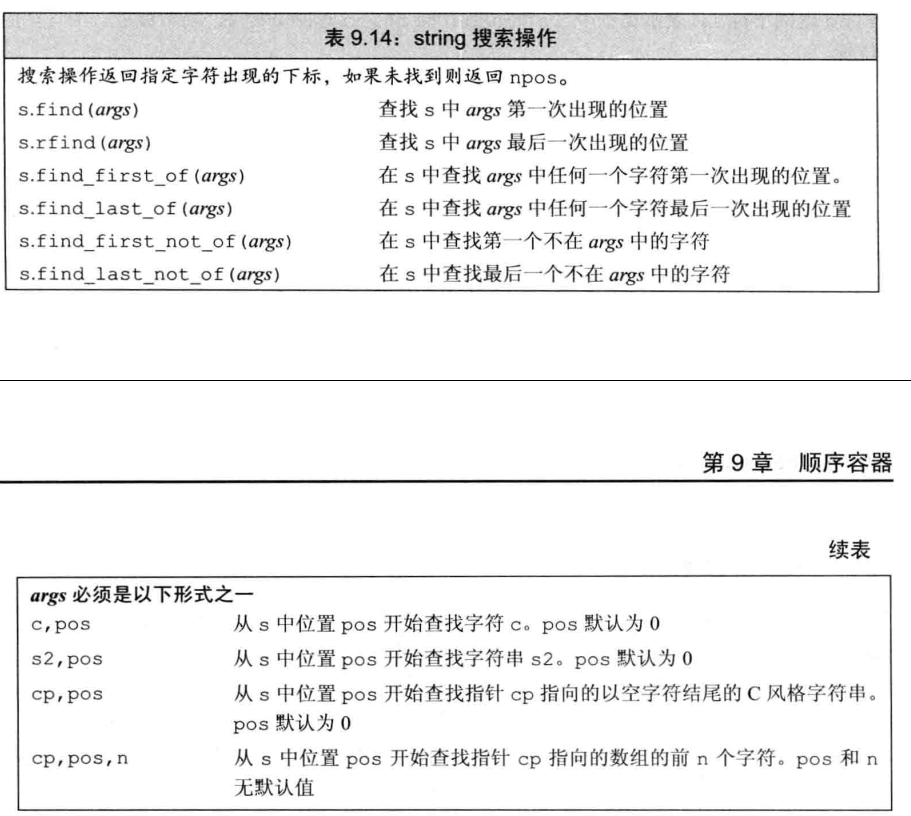 表 9.14：string 搜索操作
搜索操作返回指定字符出现的下标，如果未找到则返回 npos。
s.find(args) 查找 s 中 args 第一次出现的位置
s.rfind(args) 查找 s 中 args 最后一次出现的位置
s.find_first_of(args) 在 s 中查找 args 中任何一个字符第一次出现的位置。
s.find_last_of(args) 在 s 中查找 args 中任何一个字符最后一次出现的位置
s.find_first_not_of(args) 在 s 中查找第一个不在 args 中的字符
s.find_last_not_of(args) 在 s 中查找最后一个不在 args 中的字符
第 9 章 顺序容器
续表
args 必须是以下形式之一
c,pos 从 s 中位置 pos 开始查找字符 c。pos 默认为 0
s2,pos 从 s 中位置 pos 开始查找字符串 s2。pos 默认为 0
cp,pos 从 s 中位置 pos 开始查找指针 cp 指向的以空字符结尾的 C 风格字符串。
pos 默认为 0
cp,pos,n 从 s 中位置 pos 开始查找指针 cp 指向的数组的前 n 个字符。pos 和 n
无默认值